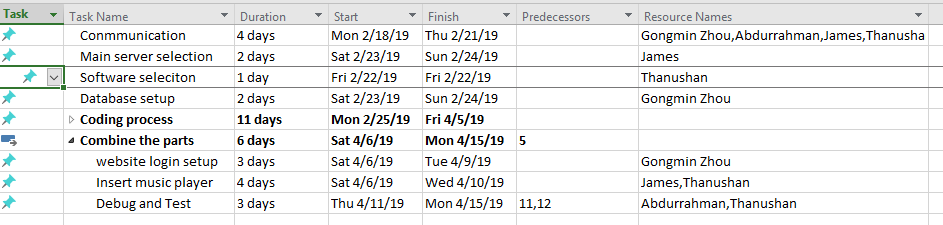 Task Task Name Duration Start Finish Predecessors Resource Names
Conmmunication 4 days Mon 2/18/19 Thu 2/21/19 Gongmin Zhou,Abdurrahman,James,Thanusha
Main server selection 2 days Sat 2/23/19 Sun 2/24/19 James
Software seleciton 1 day Fri 2/22/19 Fri 2/22/19 Thanushan
Database setup 2 days Sat 2/23/19 Sun 2/24/19 Gongmin Zhou
Coding process 11 days Mon 2/25/19 Fri 4/5/19
Combine the parts 6 days Sat 4/6/19 Mon 4/15/19 5
website login setup 3 days Sat 4/6/19 Tue 4/9/19 Gongmin Zhou
Insert music player 4 days Sat 4/6/19 Wed 4/10/19 James,Thanushan
Debug and Test 3 days Thu 4/11/19 Mon 4/15/19 11,12 Abdurrahman,Thanushan